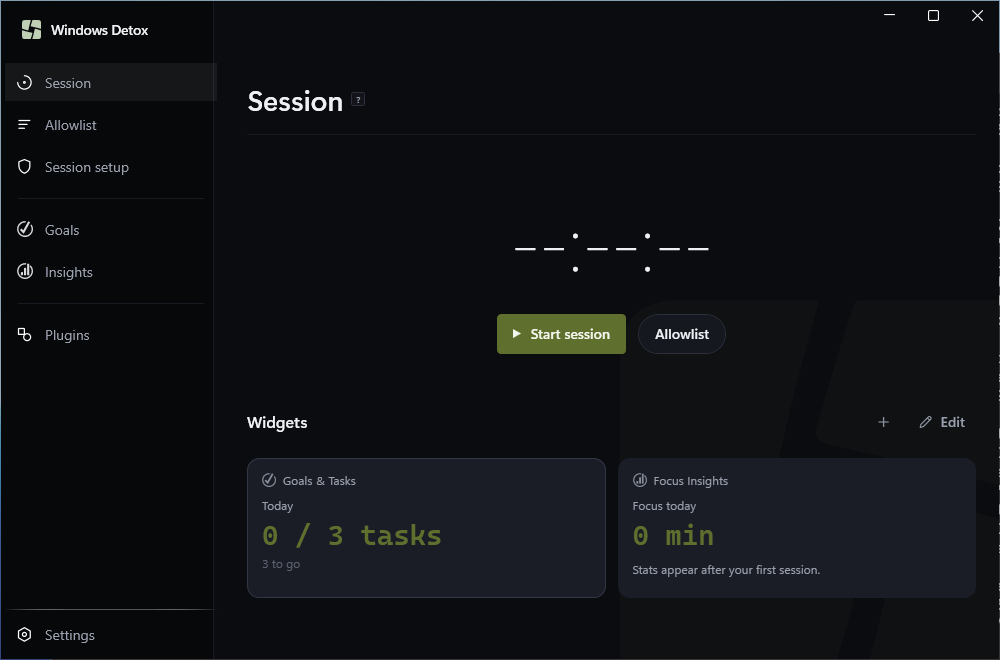 Windows Detox
Session
Allowlist
Session setup
Goals
Insights
Plugins
Settings
Session ?
— — : — — : — —
Start session
Allowlist
Widgets
+ Edit
Goals & Tasks
Today
0 / 3 tasks
3 to go
Focus Insights
Focus today
0 min
Stats appear after your first session.